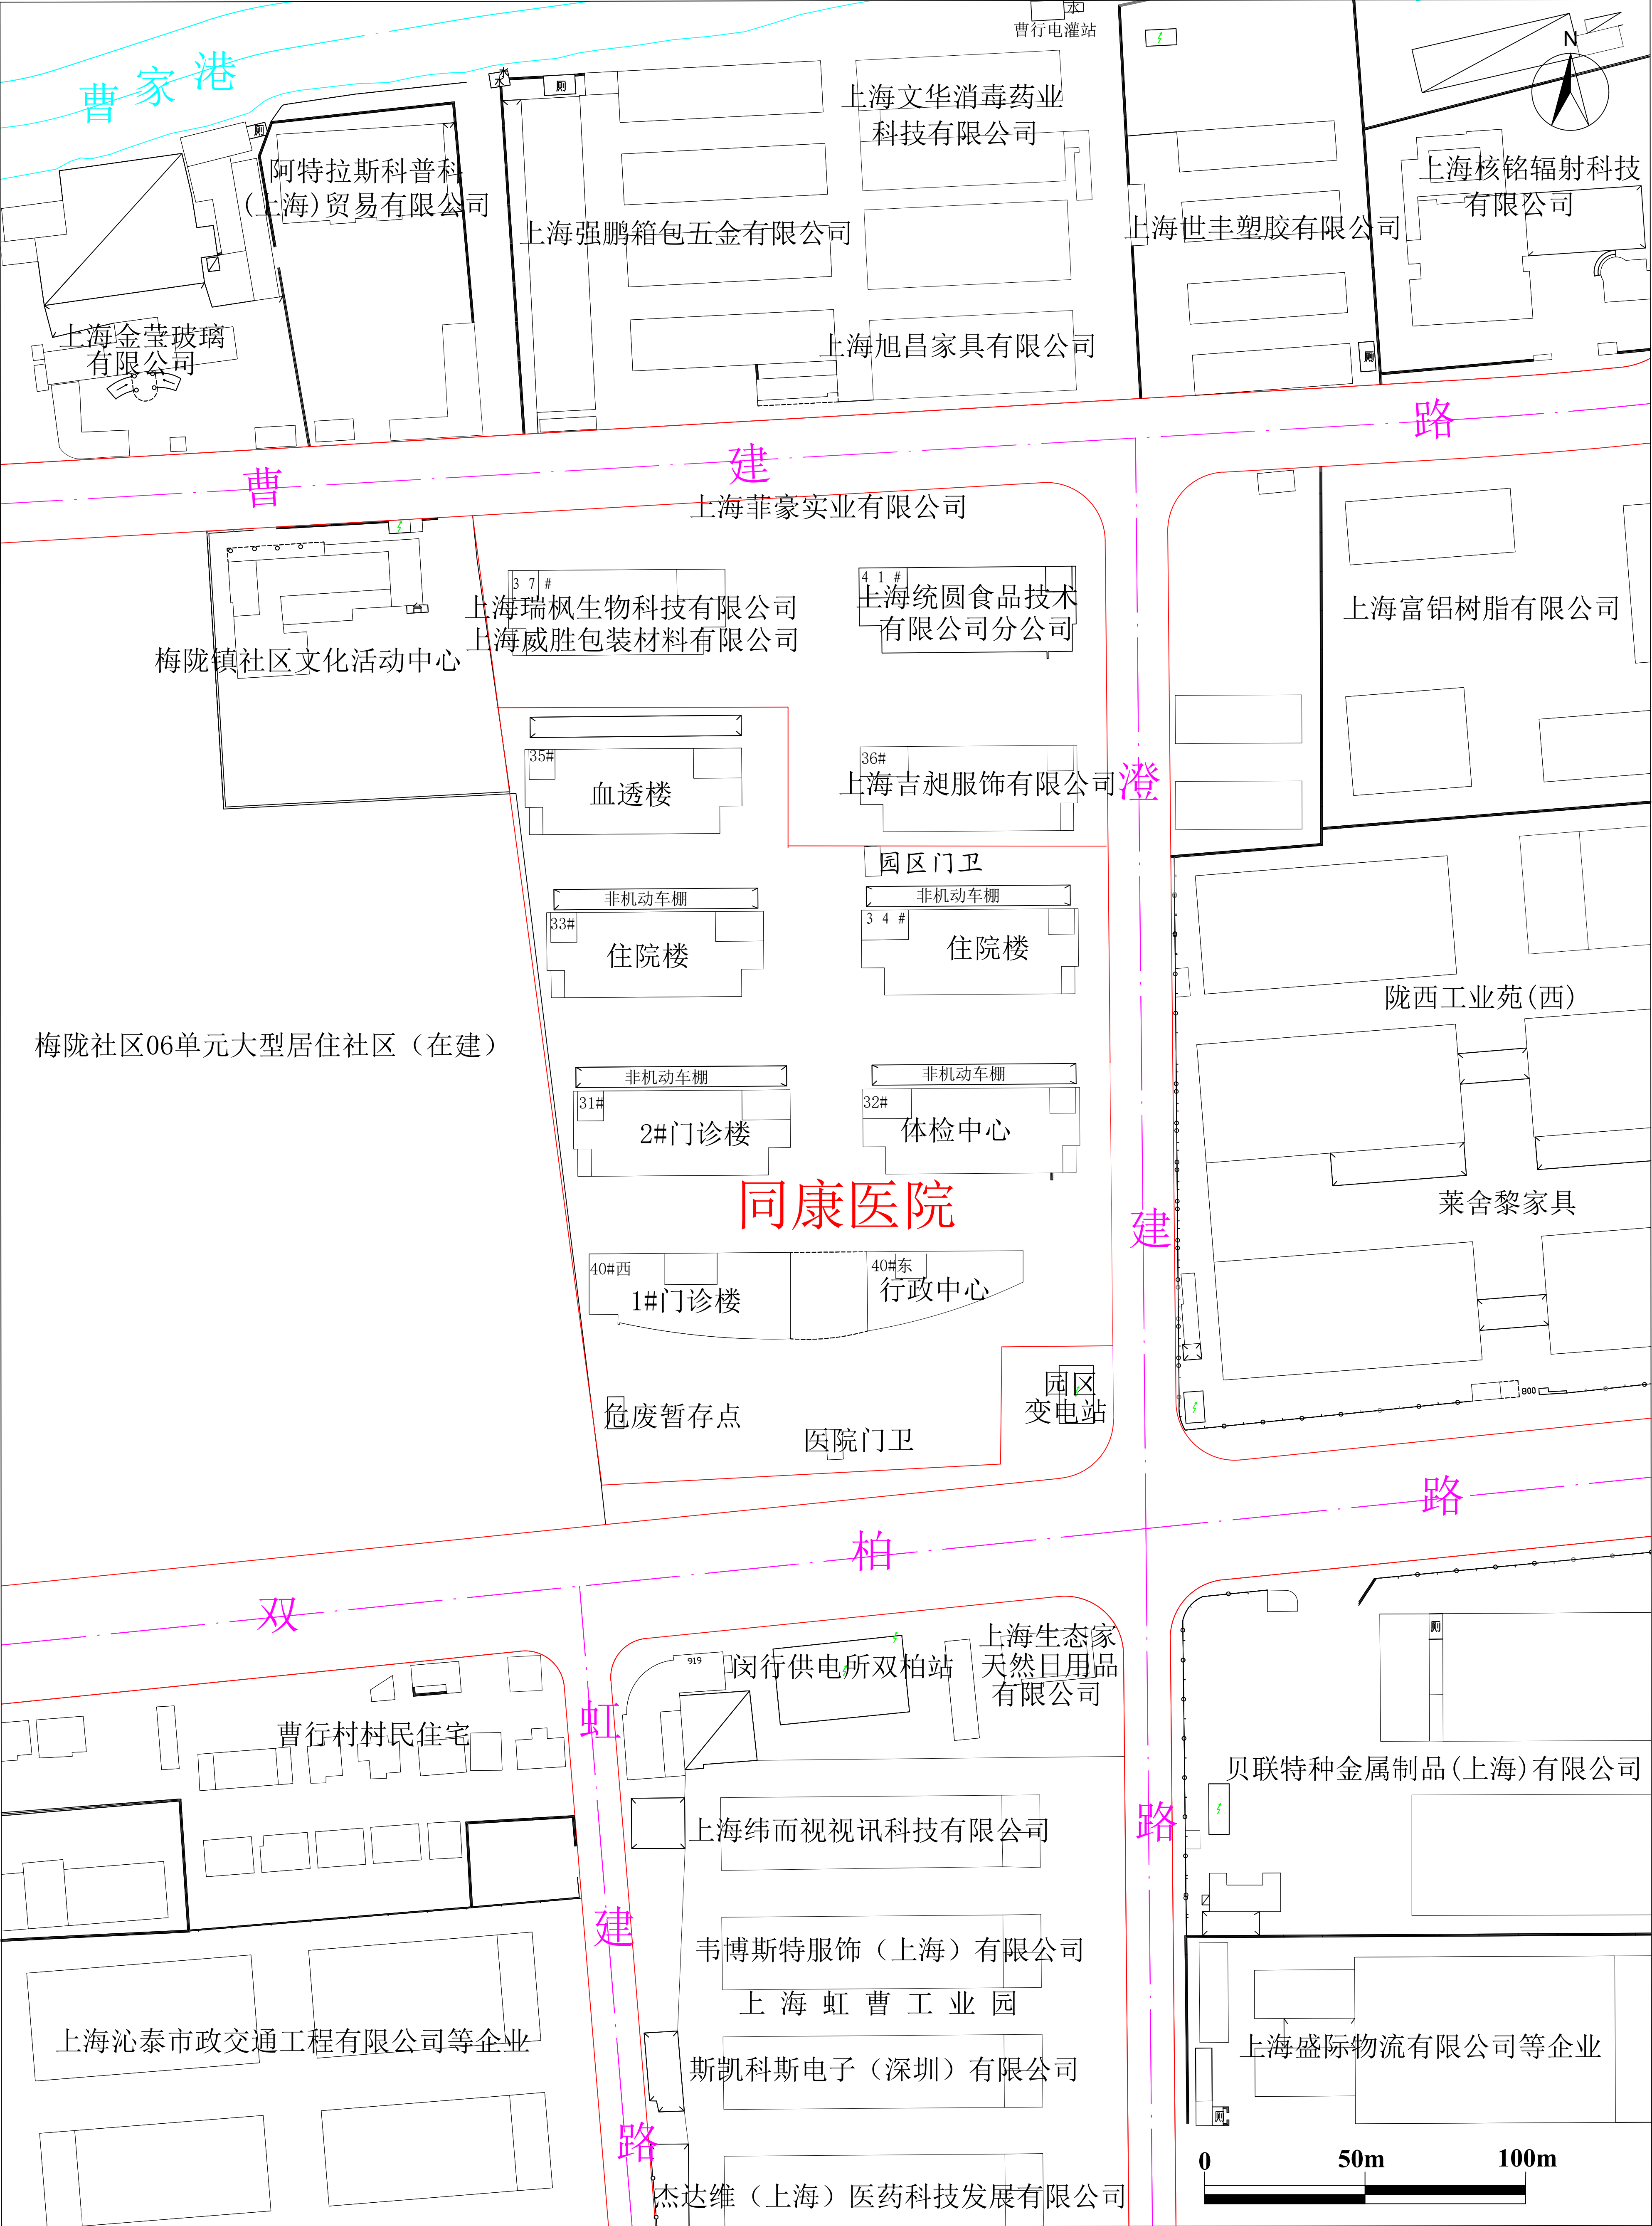 水
曹行电灌站
N
曹家港
水
水
厕
厕
上海文华消毒药业
科技有限公司
阿特拉斯科普科
(上海)贸易有限公司
上海核铭辐射科技
有限公司
上海强鹏箱包五金有限公司
上海世丰塑胶有限公司
上海金莹玻璃
有限公司
上海旭昌家具有限公司
厕
曹建路
上海菲豪实业有限公司
37#
上海瑞枫生物科技有限公司
上海威胜包装材料有限公司
41#
上海统圆食品技术
有限公司分公司
上海富铝树脂有限公司
梅陇镇社区文化活动中心
35#
血透楼
36#
上海吉昶服饰有限公司
澄建路
园区门卫
非机动车棚
非机动车棚
33#
住院楼
34#
住院楼
陇西工业苑(西)
梅陇社区06单元大型居住社区（在建）
非机动车棚
非机动车棚
31#
2#门诊楼
32#
体检中心
同康医院
莱舍黎家具
40#西
1#门诊楼
40#东
行政中心
园区
变电站
800
危废暂存点
医院门卫
双柏路
919
闵行供电所双柏站
上海生态家
天然日用品
有限公司
厕
虹建路
曹行村村民住宅
贝联特种金属制品(上海)有限公司
上海纬而视视讯科技有限公司
韦博斯特服饰（上海）有限公司
上海虹曹工业园
上海沁泰市政交通工程有限公司等企业
上海盛际物流有限公司等企业
斯凯科斯电子（深圳）有限公司
厕
杰达维（上海）医药科技发展有限公司
0 50m 100m